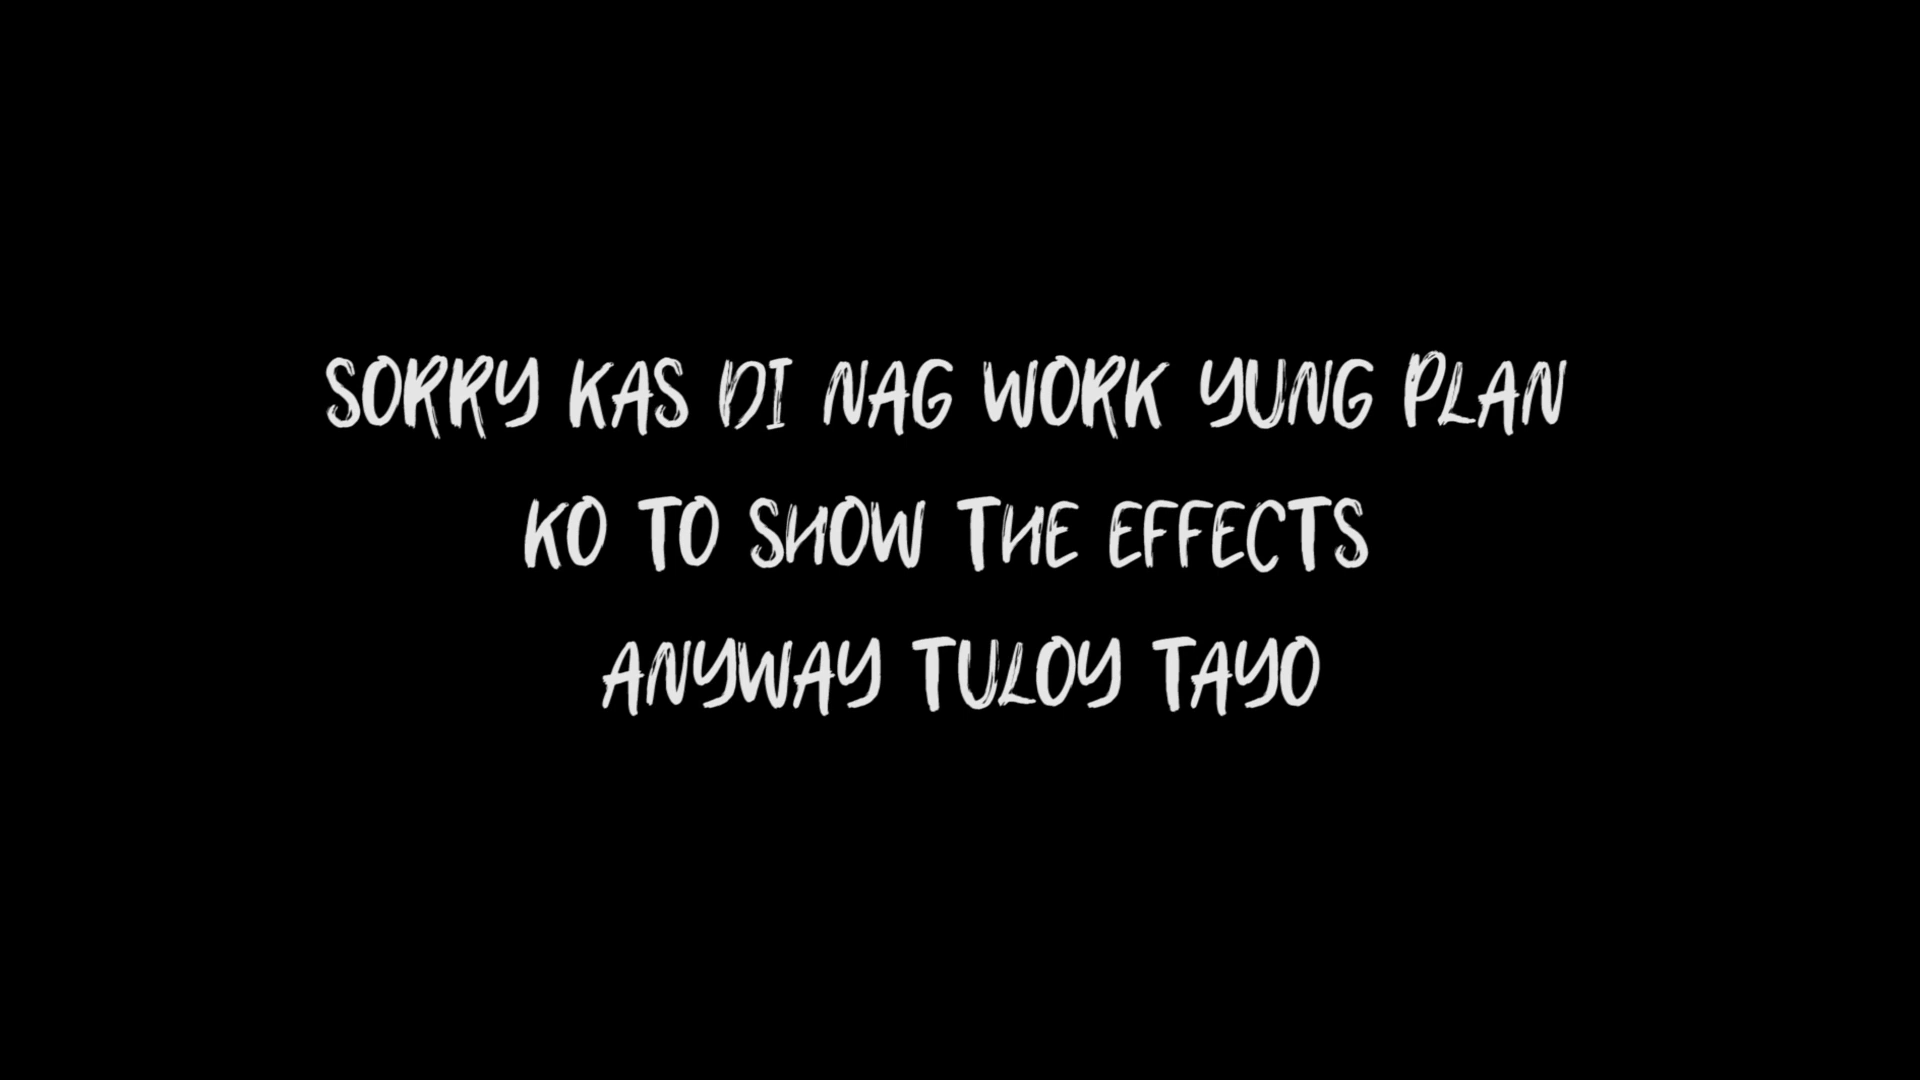 SORRY KAS DI NAG WORK YUNG PLAN
KO TO SHOW THE EFFECTS
ANYWAY TULOY TAYO